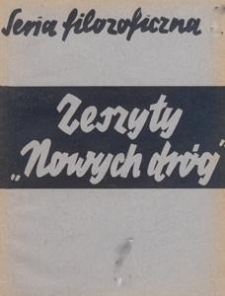 Seria filozoficzna
Zeszyty
„Nowych dróg”